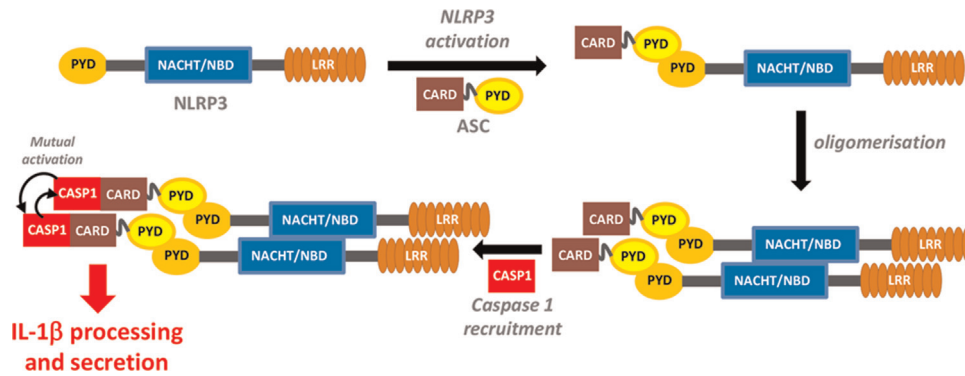 PYD
NACHT/NBD
LRR
NLRP3
NLRP3
activation
CARD
PYD
ASC
CARD
PYD
PYD
NACHT/NBD
LRR
oligomerisation
CARD
PYD
CARD
PYD
PYD
NACHT/NBD
LRR
PYD
NACHT/NBD
LRR
CASP1
Caspase 1
recruitment
Mutual
activation
CASP1
CARD
PYD
CASP1
CARD
PYD
PYD
NACHT/NBD
LRR
PYD
NACHT/NBD
LRR
IL-1β processing
and secretion